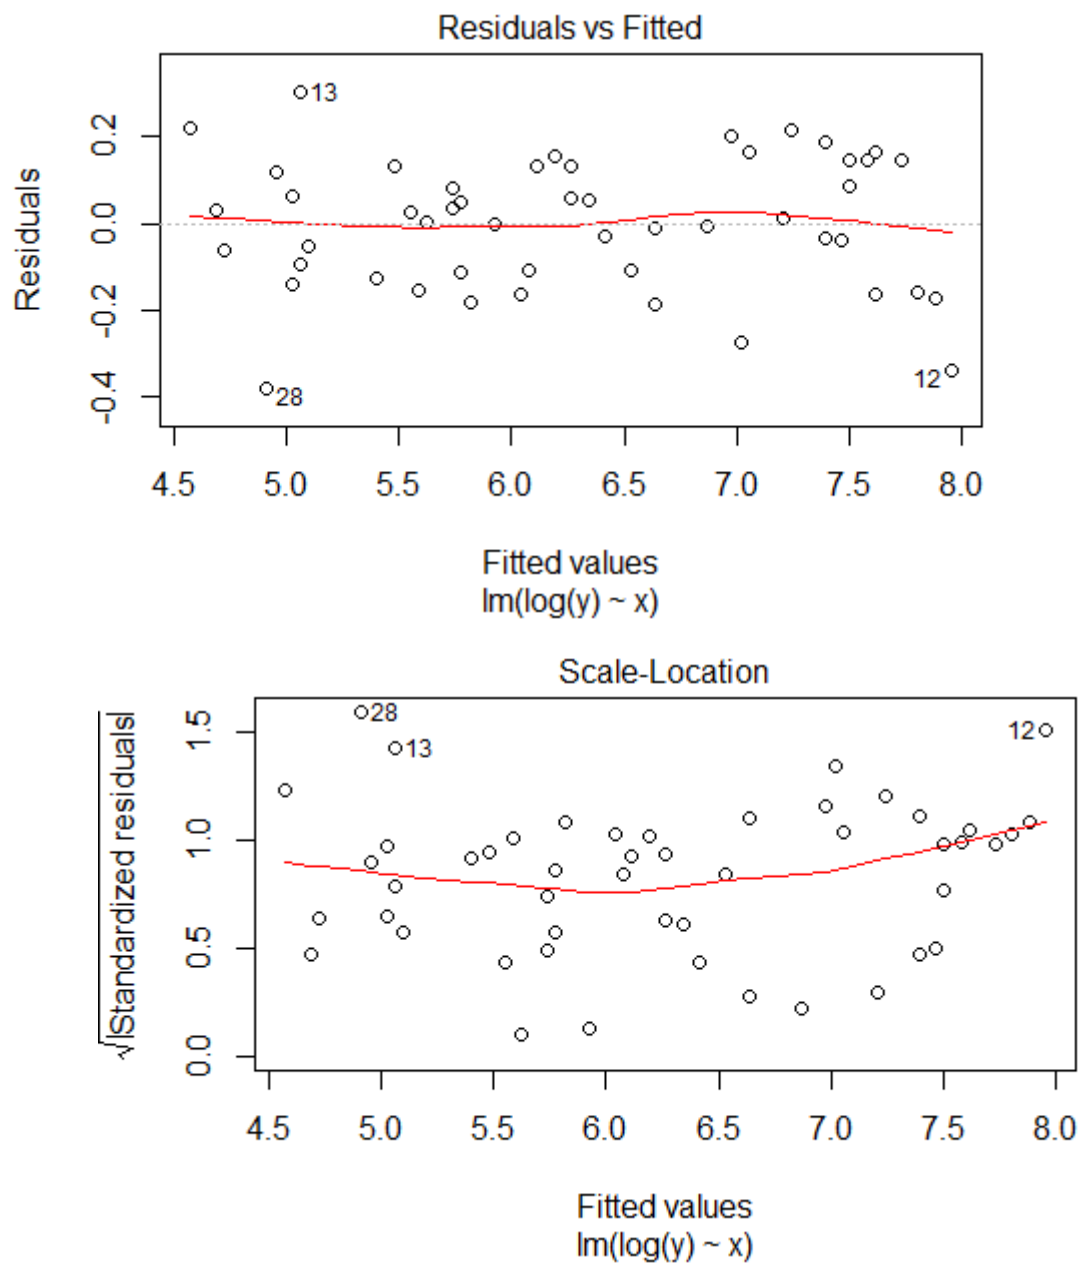 Residuals vs Fitted
Residuals
0.2
0.0
-0.2
-0.4
13
28
12
4.5 5.0 5.5 6.0 6.5 7.0 7.5 8.0
Fitted values
lm(log(y) ~ x)
Scale-Location
√|Standardized residuals|
1.5
1.0
0.5
0.0
28
13
12
4.5 5.0 5.5 6.0 6.5 7.0 7.5 8.0
Fitted values
lm(log(y) ~ x)